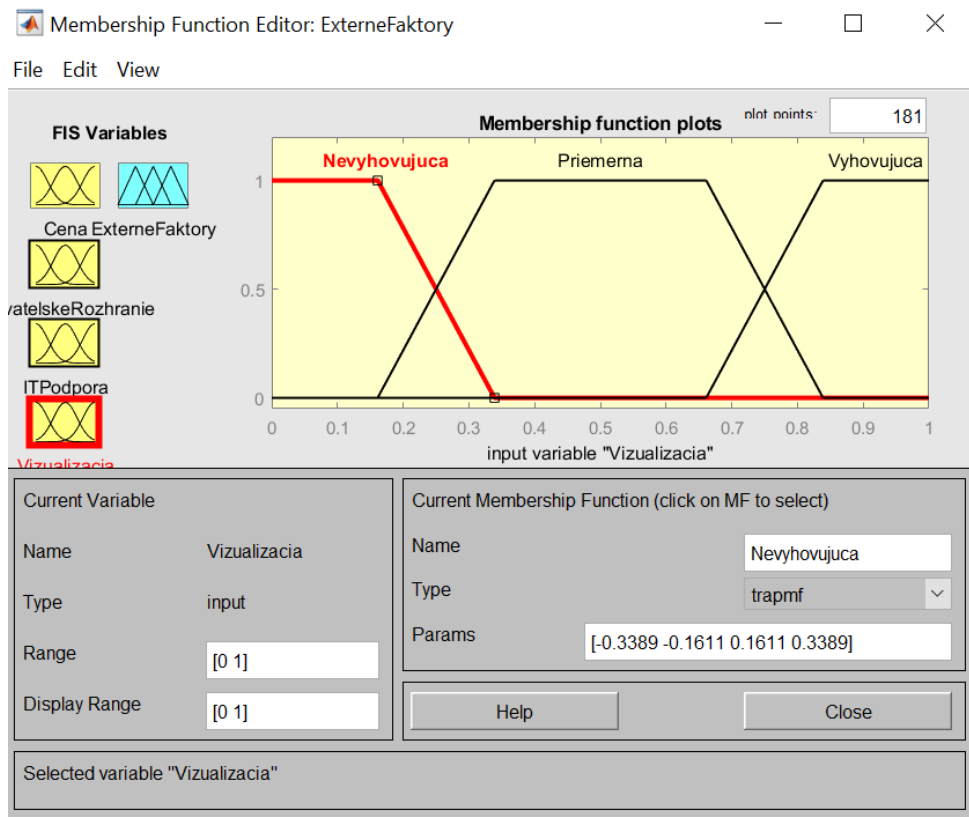 Membership Function Editor: ExterneFaktory
File Edit View
FIS Variables
Membership function plots
plot points:
181
Cena ExterneFaktory
vatelskeRozhranie
ITPodpora
Vizualizacia
Nevyhovujuca
Priemerna
Vyhovujuca
1
0.5
0
0 0.1 0.2 0.3 0.4 0.5 0.6 0.7 0.8 0.9 1
input variable "Vizualizacia"
Current Variable
Name Vizualizacia
Type input
Range [0 1]
Display Range [0 1]
Current Membership Function (click on MF to select)
Name Nevyhovujuca
Type trapmf
Params [-0.3389 -0.1611 0.1611 0.3389]
Help
Close
Selected variable "Vizualizacia"